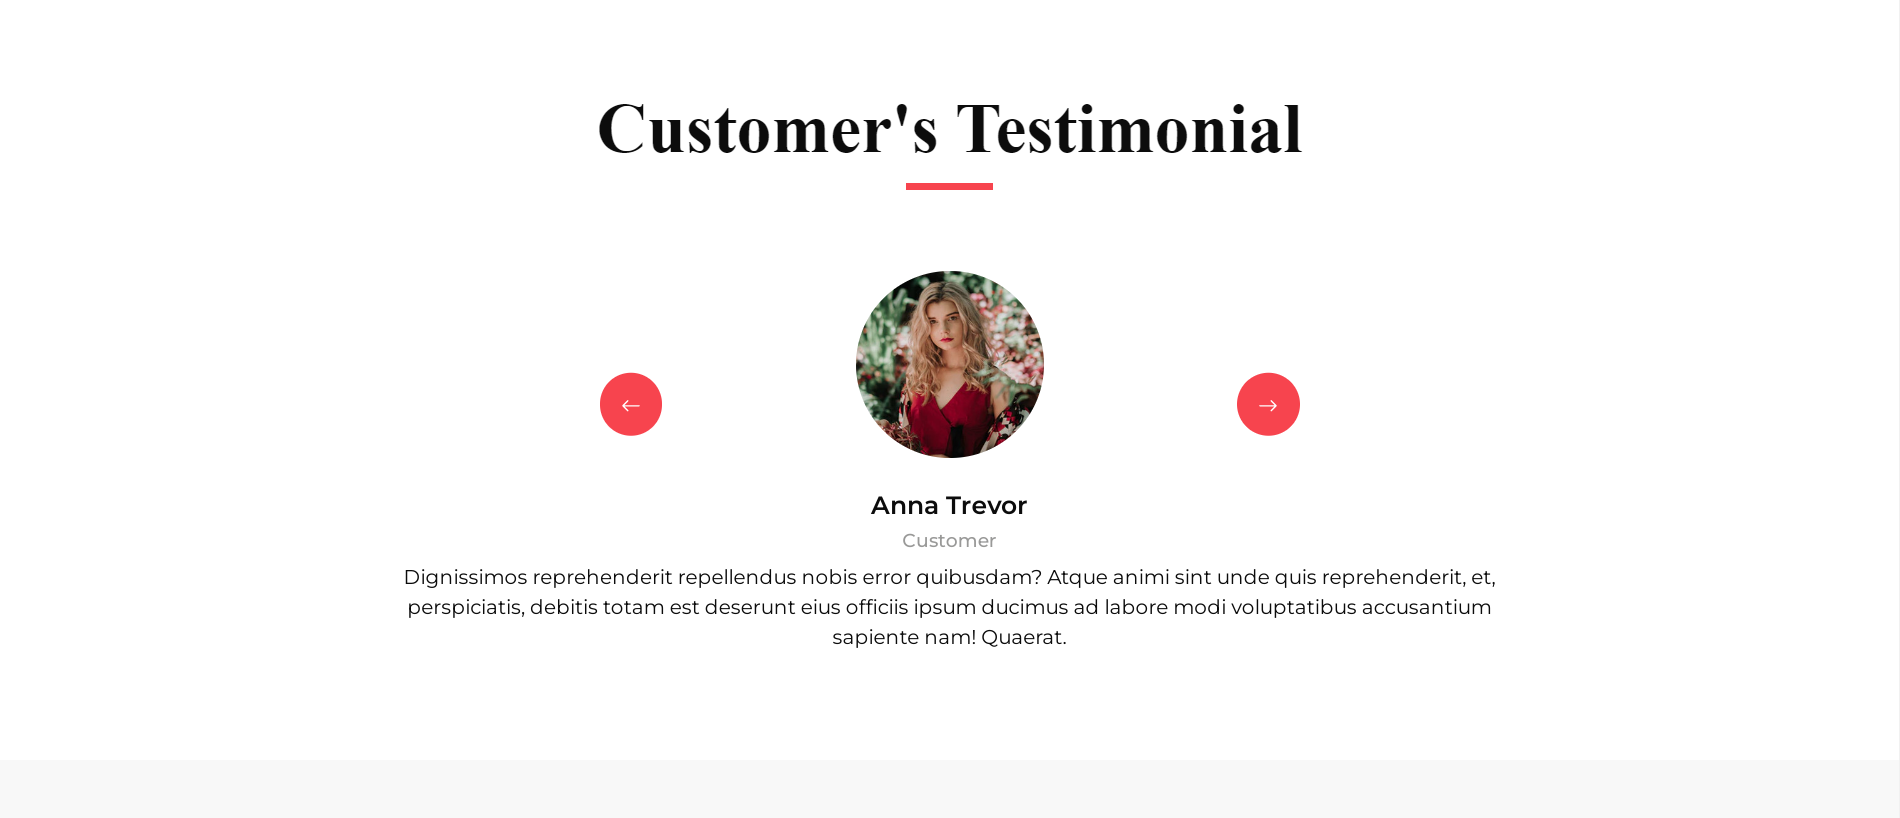 Customer's Testimonial
Anna Trevor
Customer
Dignissimos reprehenderit repellendus nobis error quibusdam? Atque animi sint unde quis reprehenderit, et,
perspiciatis, debitis totam est deserunt eius officiis ipsum ducimus ad labore modi voluptatibus accusantium
sapiente nam! Quaerat.